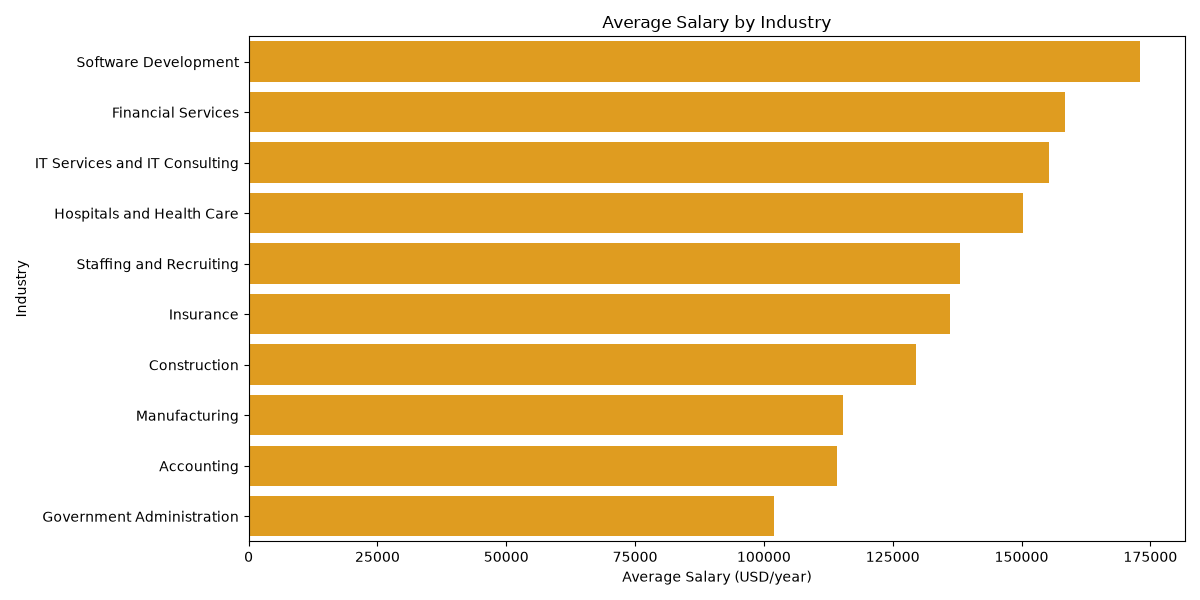 Average Salary by Industry
Software Development
Financial Services
IT Services and IT Consulting
Hospitals and Health Care
Staffing and Recruiting
Insurance
Construction
Manufacturing
Accounting
Government Administration
Industry
0 25000 50000 75000 100000 125000 150000 175000
Average Salary (USD/year)